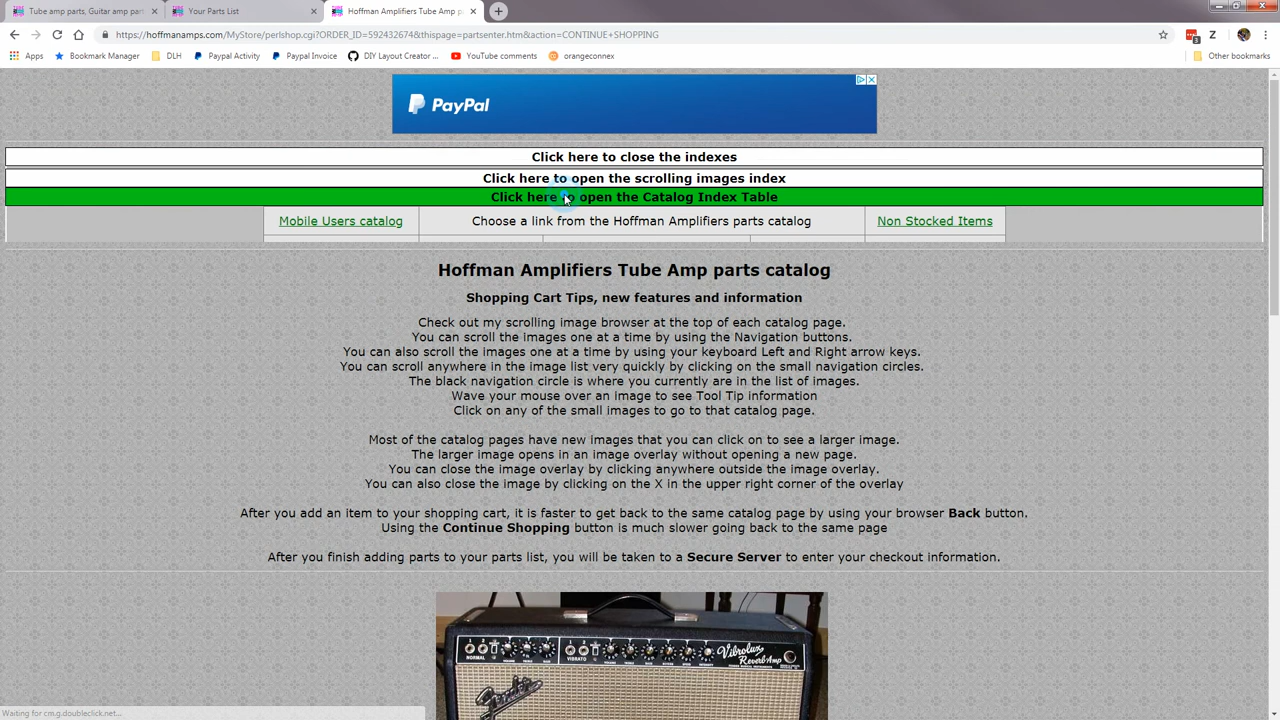 Tube amp parts, Guitar amp par
Your Parts List
Hoffman Amplifiers Tube Amp p
https://hoffmanamps.com/MyStore/perlshop.cgi?ORDER_ID=592432674&thispage=partsenter.htm&action=CONTINUE+SHOPPING
Apps Bookmark Manager DLH Paypal Activity Paypal Invoice DIY Layout Creator ... YouTube comments orangeconnex Other bookmarks
PayPal
Click here to close the indexes
Click here to open the scrolling images index
Click here to open the Catalog Index Table
Mobile Users catalog Choose a link from the Hoffman Amplifiers parts catalog Non Stocked Items
Hoffman Amplifiers Tube Amp parts catalog
Shopping Cart Tips, new features and information
Check out my scrolling image browser at the top of each catalog page.
You can scroll the images one at a time by using the Navigation buttons.
You can also scroll the images one at a time by using your keyboard Left and Right arrow keys.
You can scroll anywhere in the image list very quickly by clicking on the small navigation circles.
The black navigation circle is where you currently are in the list of images.
Wave your mouse over an image to see Tool Tip information
Click on any of the small images to go to that catalog page.
Most of the catalog pages have new images that you can click on to see a larger image.
The larger image opens in an image overlay without opening a new page.
You can close the image overlay by clicking anywhere outside the image overlay.
You can also close the image by clicking on the X in the upper right corner of the overlay
After you add an item to your shopping cart, it is faster to get back to the same catalog page by using your browser Back button.
Using the Continue Shopping button is much slower going back to the same page
After you finish adding parts to your parts list, you will be taken to a Secure Server to enter your checkout information.
NORMAL VIBRATO Vibrolux Reverb-Amp
Fender
Waiting for cm.g.doubleclick.net...